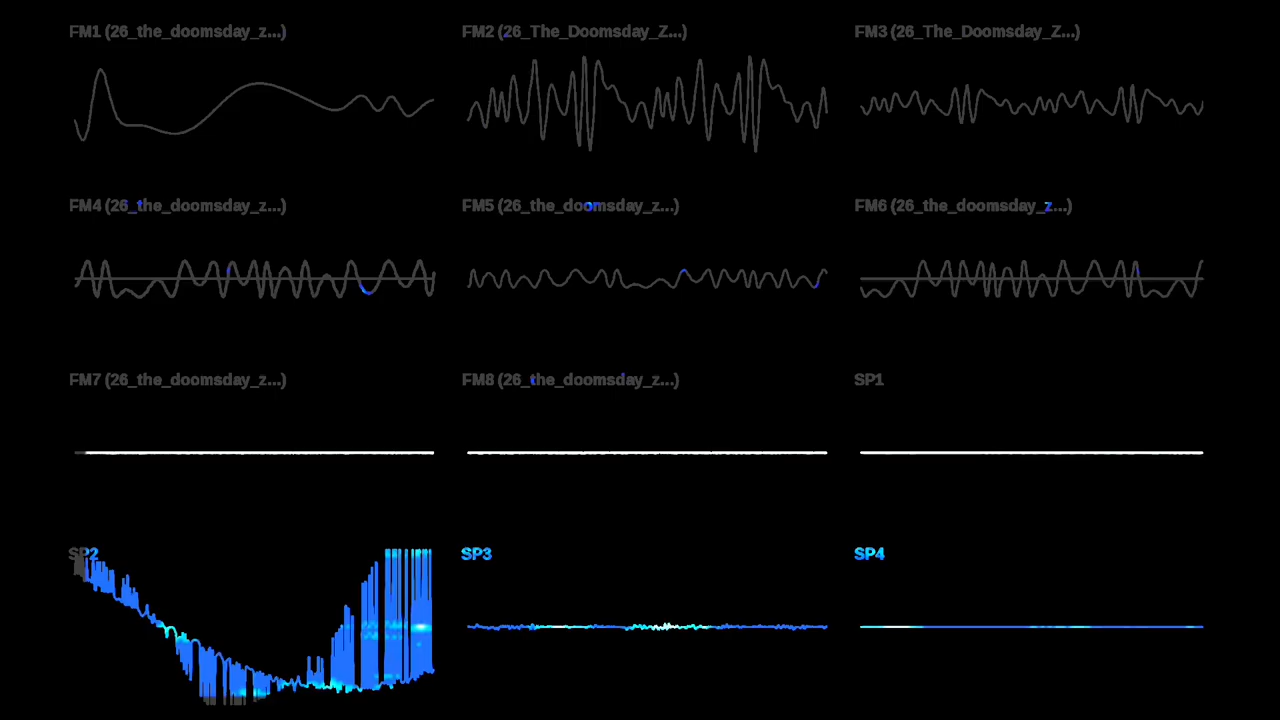 FM1 (26_the_doomsday_z...)
FM2 (26_The_Doomsday_Z...)
FM3 (26_The_Doomsday_Z...)
FM4 (26_the_doomsday_z...)
FM5 (26_the_doomsday_z...)
FM6 (26_the_doomsday_z...)
FM7 (26_the_doomsday_z...)
FM8 (26_the_doomsday_z...)
SP1
SP2
SP3
SP4